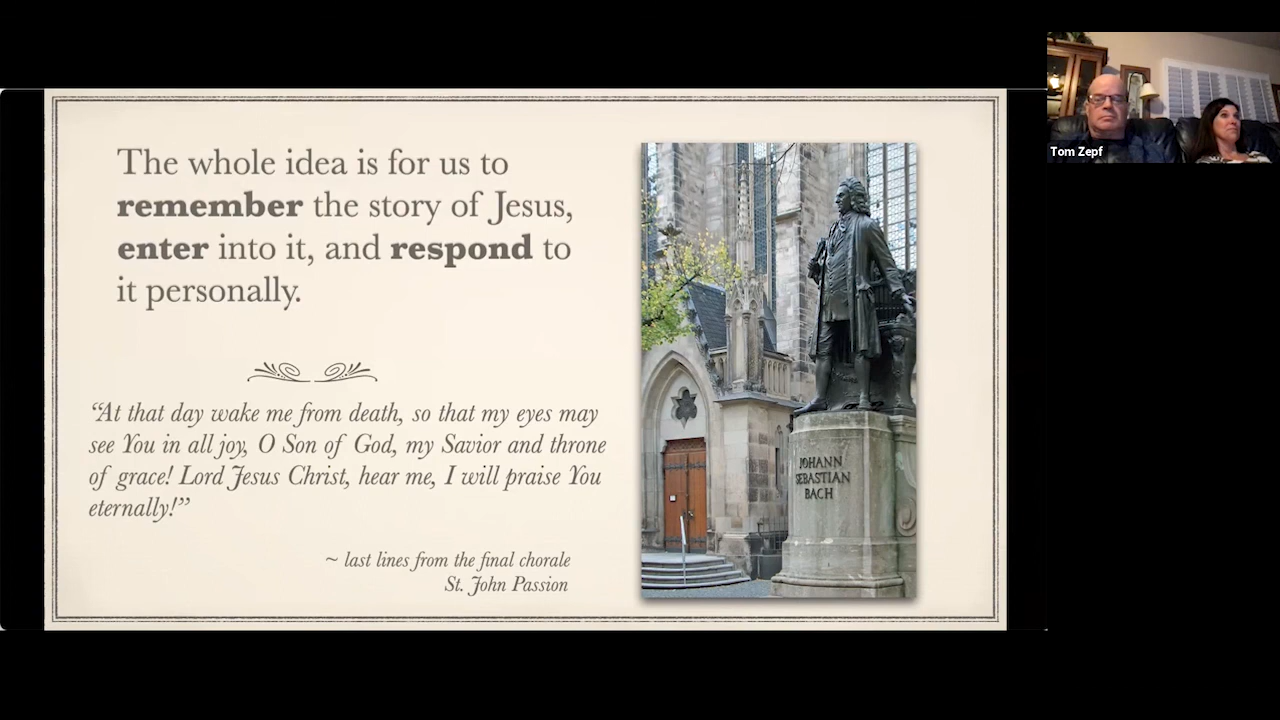 The whole idea is for us to
remember the story of Jesus,
enter into it, and respond to
it personally.
“At that day wake me from death, so that my eyes may
see You in all joy, O Son of God, my Savior and throne
of grace! Lord Jesus Christ, hear me, I will praise You
eternally!”
~ last lines from the final chorale
St. John Passion
JOHANN
SEBASTIAN
BACH
Tom Zepf